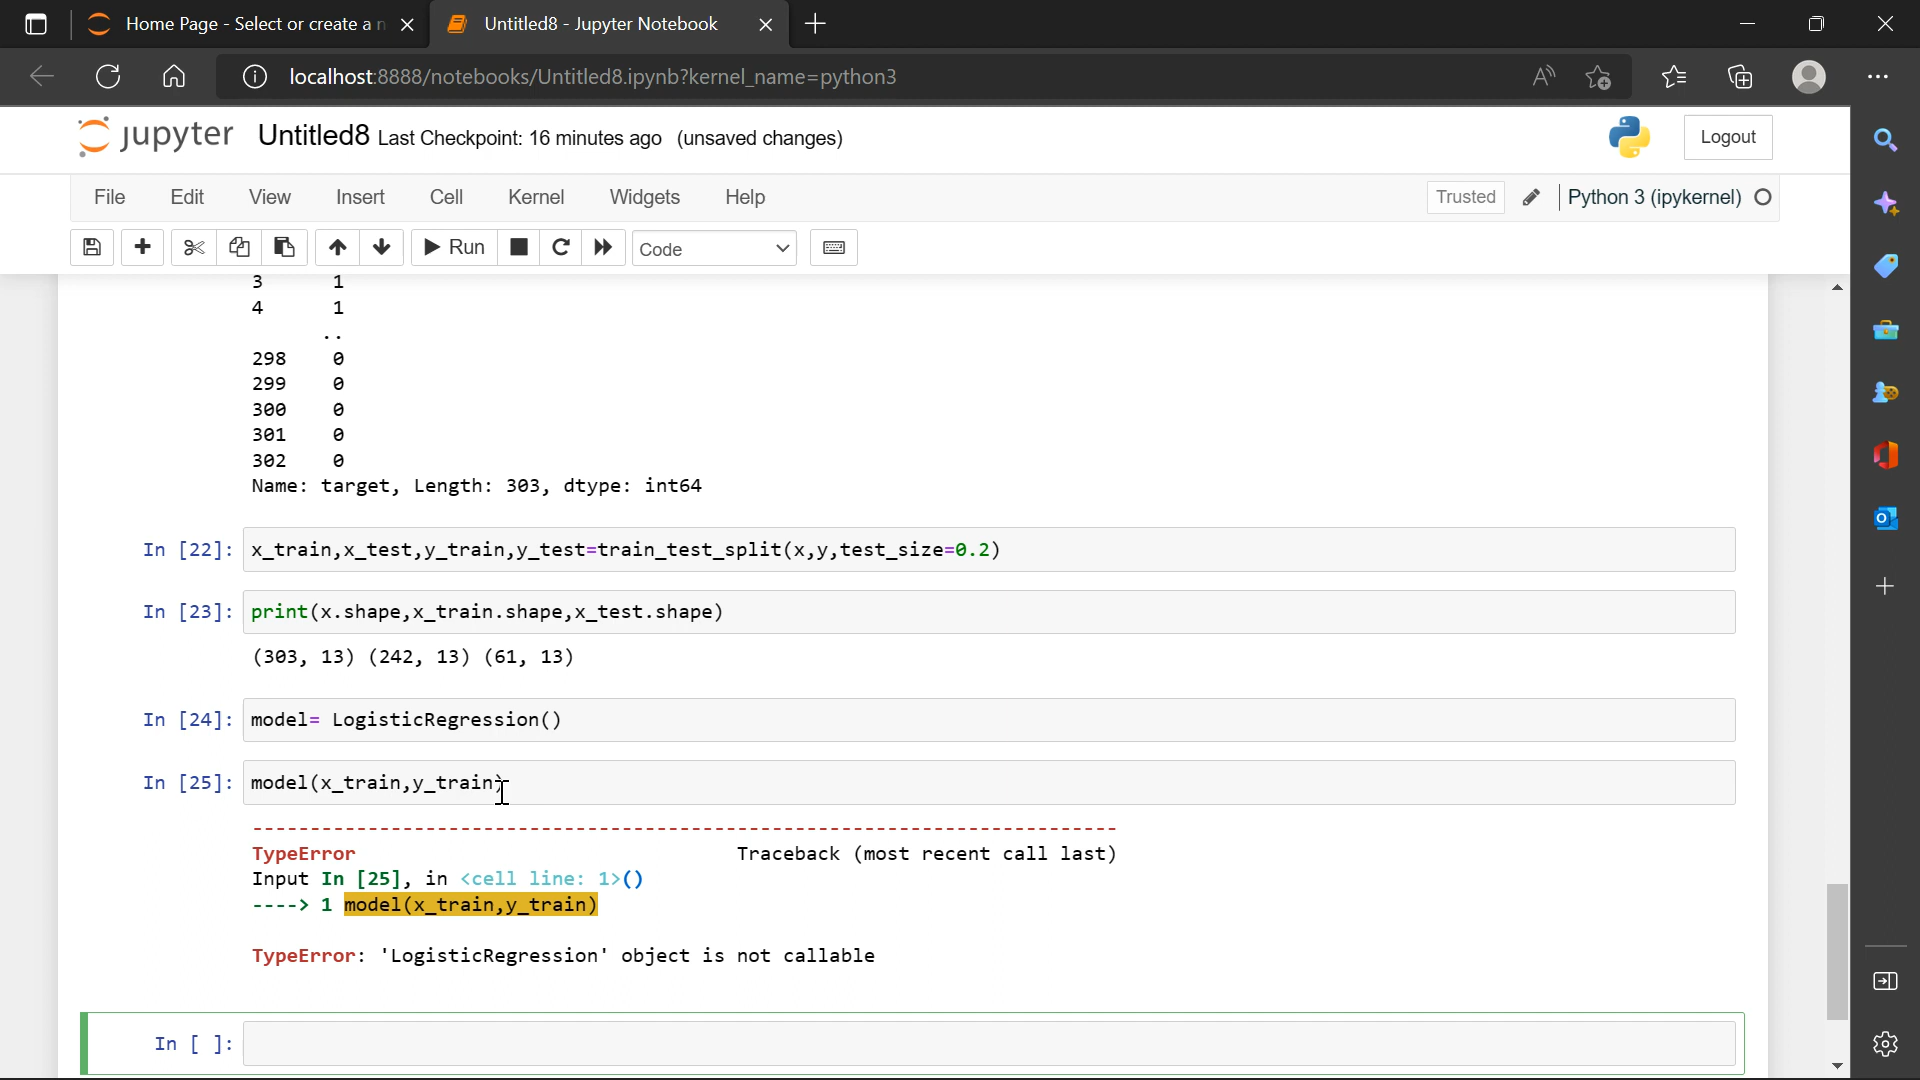 Home Page - Select or create a n
Untitled8 - Jupyter Notebook
localhost:8888/notebooks/Untitled8.ipynb?kernel_name=python3
jupyter Untitled8 Last Checkpoint: 16 minutes ago (unsaved changes)
Logout
File Edit View Insert Cell Kernel Widgets Help
Trusted Python 3 (ipykernel)
Run Code
3 1
4 1
..
298 0
299 0
300 0
301 0
302 0
Name: target, Length: 303, dtype: int64
In [22]: x_train,x_test,y_train,y_test=train_test_split(x,y,test_size=0.2)
In [23]: print(x.shape,x_train.shape,x_test.shape)
(303, 13) (242, 13) (61, 13)
In [24]: model= LogisticRegression()
In [25]: model(x_train,y_train)
---------------------------------------------------------------------------
TypeError Traceback (most recent call last)
Input In [25], in <cell line: 1>()
----> 1 model(x_train,y_train)
TypeError: 'LogisticRegression' object is not callable
In [ ]: